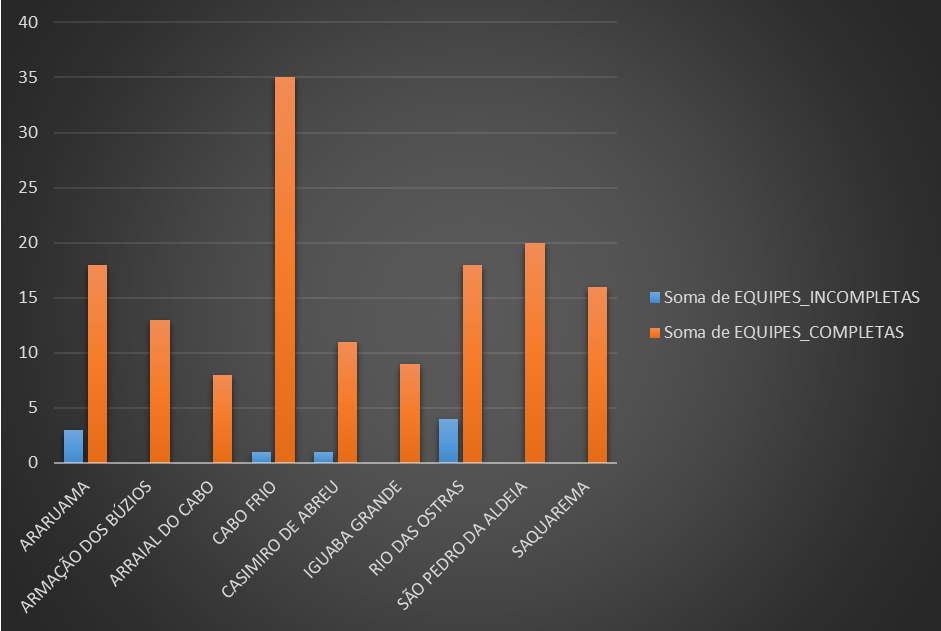 40
35
30
25
20
15
10
5
0
ARARUAMA
ARMAÇÃO DOS BÚZIOS
ARRAIAL DO CABO
CABO FRIO
CASIMIRO DE ABREU
IGUABA GRANDE
RIO DAS OSTRAS
SÃO PEDRO DA ALDEIA
SAQUAREMA
Soma de EQUIPES_INCOMPLETAS
Soma de EQUIPES_COMPLETAS